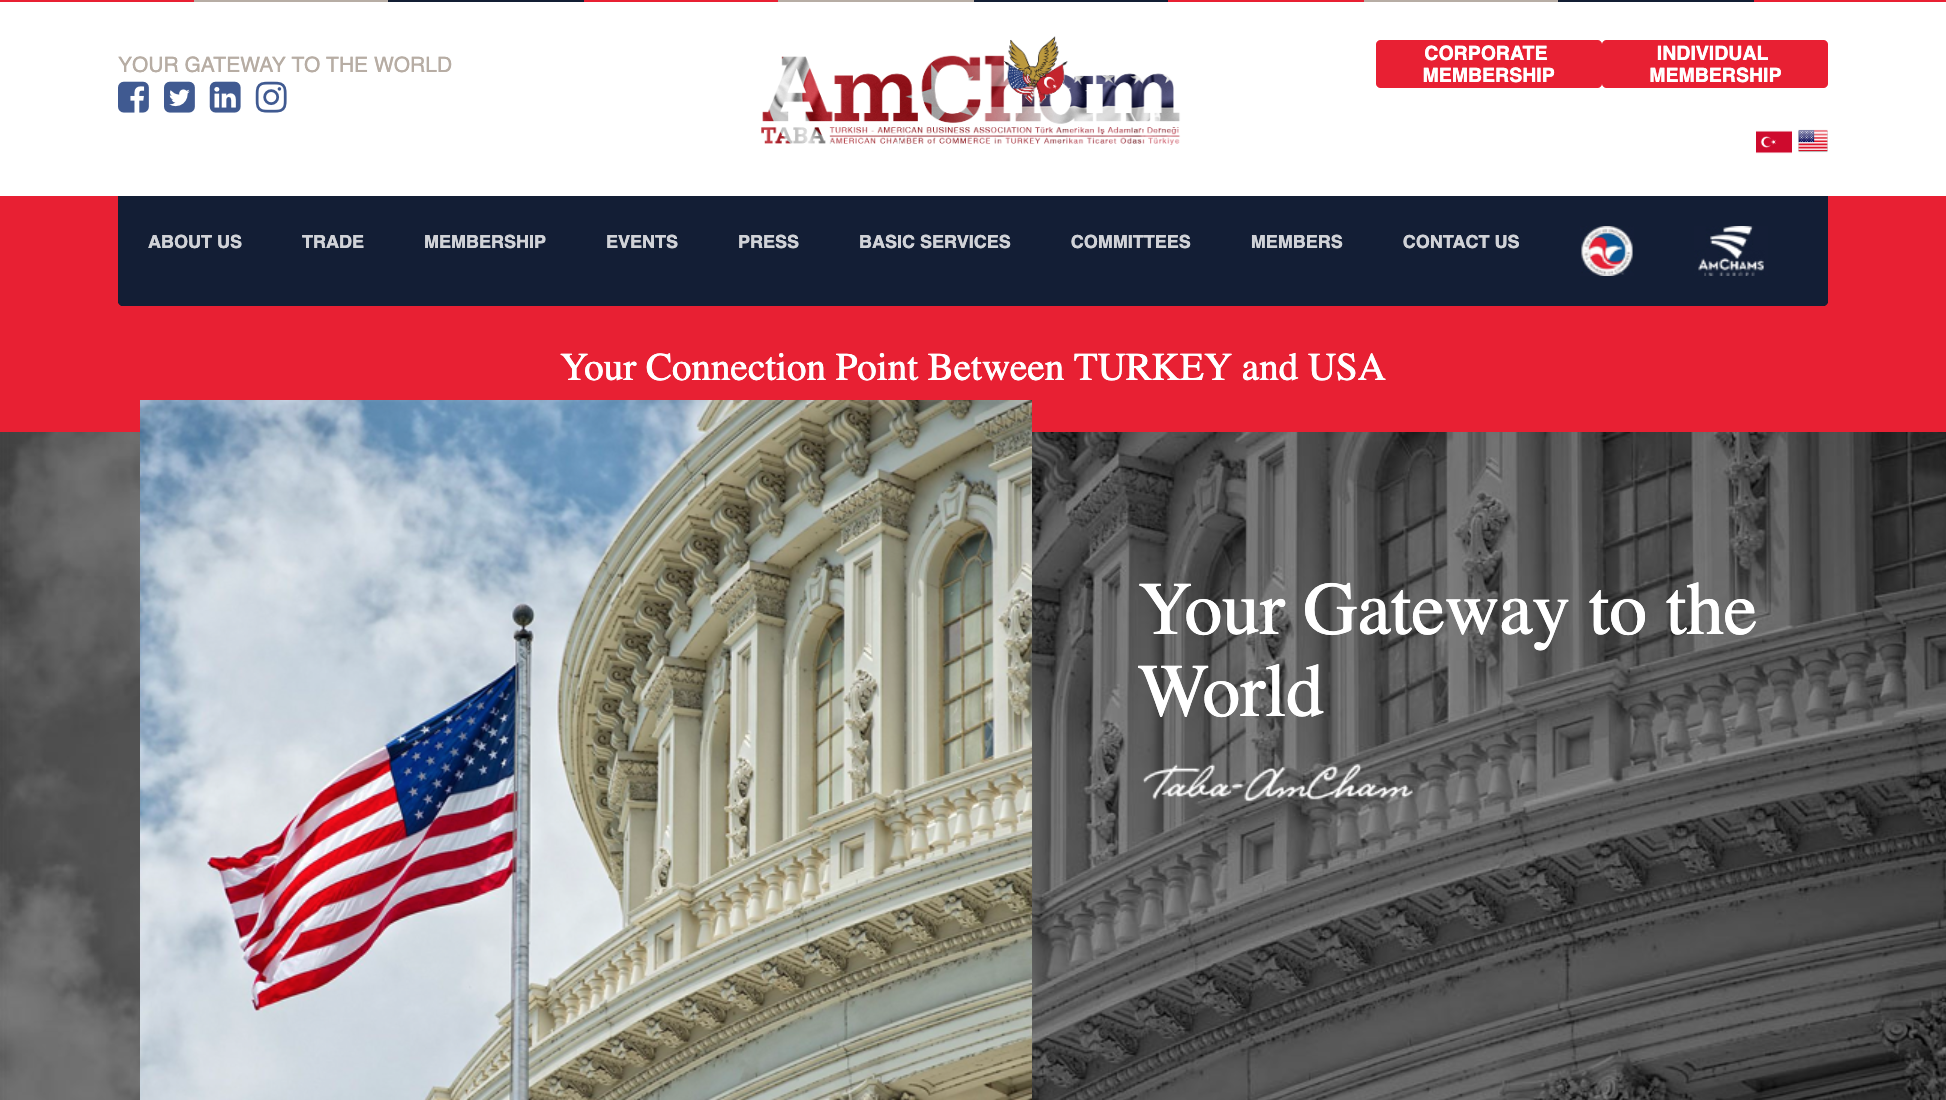 YOUR GATEWAY TO THE WORLD
AmCham
TABA
TURKISH - AMERICAN BUSINESS ASSOCIATION Türk Amerikan İş Adamları Derneği
AMERICAN CHAMBER of COMMERCE in TURKEY Amerikan Ticaret Odası Türkiye
CORPORATE
MEMBERSHIP
INDIVIDUAL
MEMBERSHIP
ABOUT US TRADE MEMBERSHIP EVENTS PRESS BASIC SERVICES COMMITTEES MEMBERS CONTACT US
AMCHAMS
IN EUROPE
Your Connection Point Between TURKEY and USA
Your Gateway to the
World
Taba-AmCham